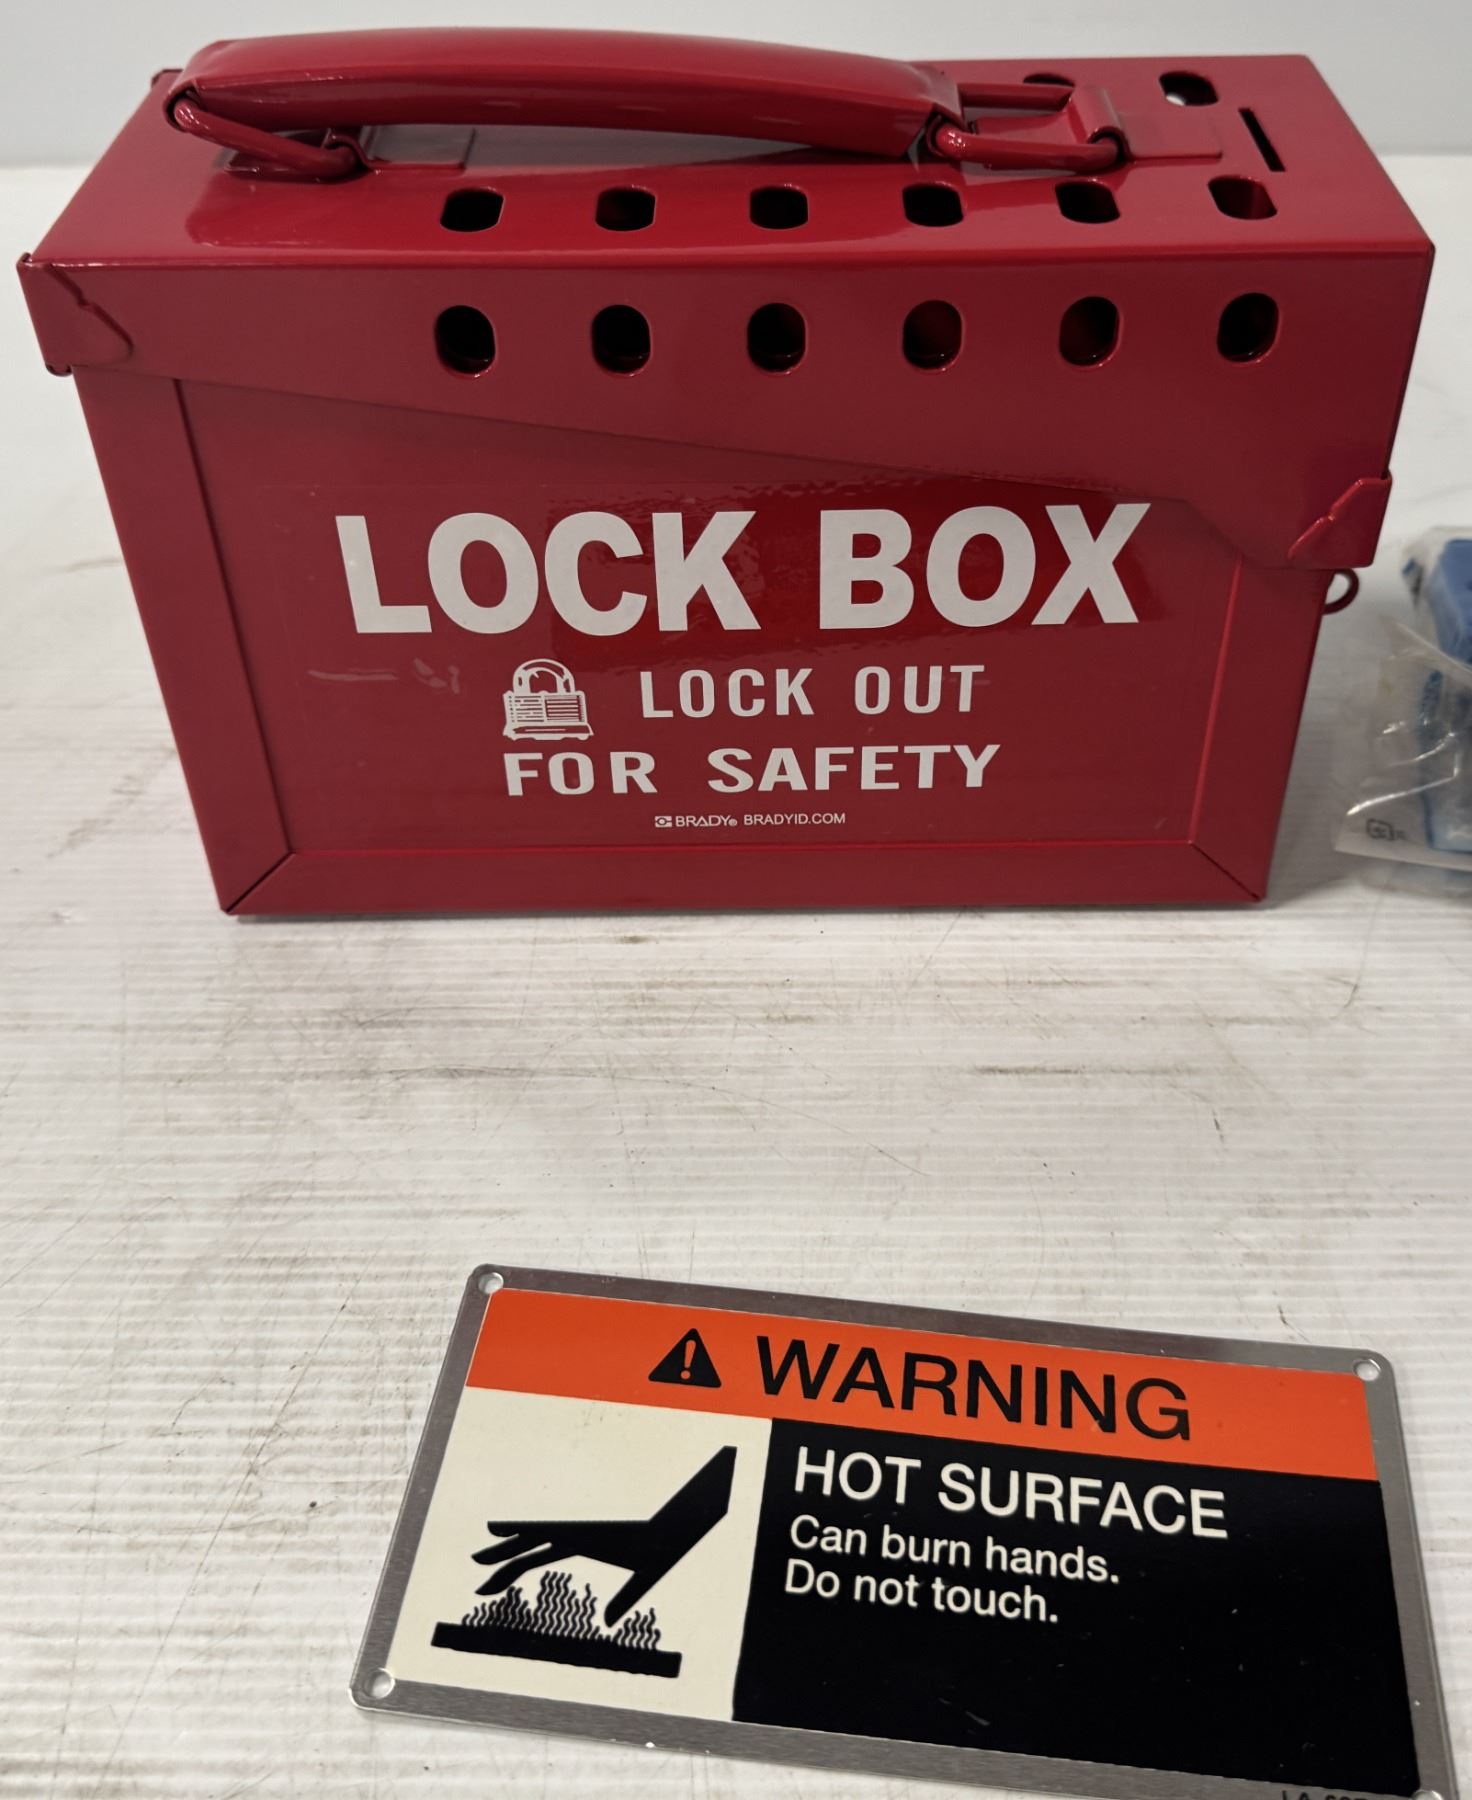 LOCK BOX
LOCK OUT
FOR SAFETY
BRADY® BRADYID.COM
WARNING
HOT SURFACE
Can burn hands.
Do not touch.